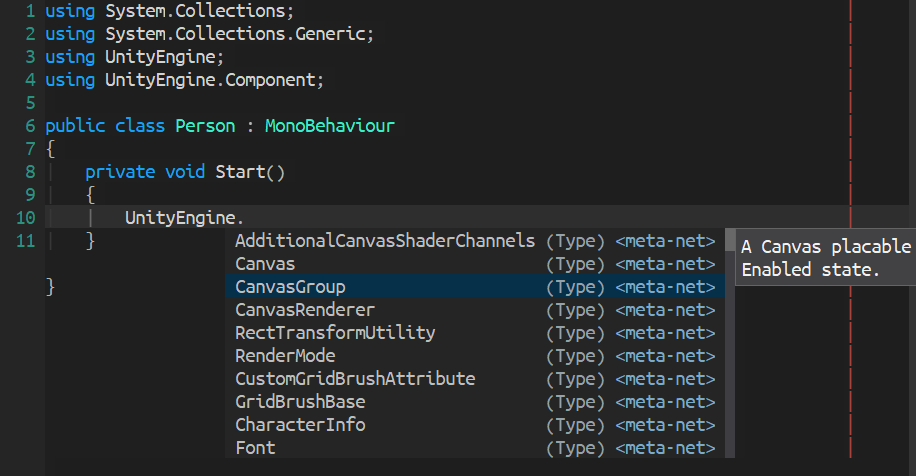 1 using System.Collections;
2 using System.Collections.Generic;
3 using UnityEngine;
4 using UnityEngine.Component;
5
6 public class Person : MonoBehaviour
7 {
8 private void Start()
9 {
10 UnityEngine.
11 }
AdditionalCanvasShaderChannels (Type) <meta-net>
Canvas (Type) <meta-net>
CanvasGroup (Type) <meta-net>
CanvasRenderer (Type) <meta-net>
RectTransformUtility (Type) <meta-net>
RenderMode (Type) <meta-net>
CustomGridBrushAttribute (Type) <meta-net>
GridBrushBase (Type) <meta-net>
CharacterInfo (Type) <meta-net>
Font (Type) <meta-net>
A Canvas placable
Enabled state.
}